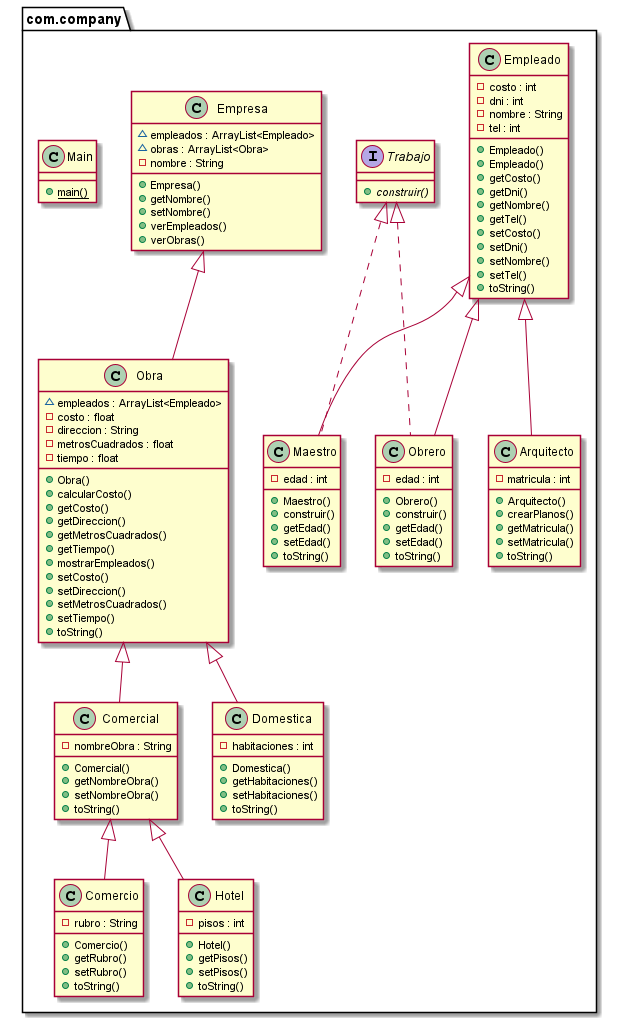 com.company
C Main
main()
C Empresa
empleados : ArrayList<Empleado>
obras : ArrayList<Obra>
nombre : String
Empresa()
getNombre()
setNombre()
verEmpleados()
verObras()
I Trabajo
construir()
C Empleado
costo : int
dni : int
nombre : String
tel : int
Empleado()
Empleado()
getCosto()
getDni()
getNombre()
getTel()
setCosto()
setDni()
setNombre()
setTel()
toString()
C Obra
empleados : ArrayList<Empleado>
costo : float
direccion : String
metrosCuadrados : float
tiempo : float
Obra()
calcularCosto()
getCosto()
getDireccion()
getMetrosCuadrados()
getTiempo()
mostrarEmpleados()
setCosto()
setDireccion()
setMetrosCuadrados()
setTiempo()
toString()
C Maestro
edad : int
Maestro()
construir()
getEdad()
setEdad()
toString()
C Obrero
edad : int
Obrero()
construir()
getEdad()
setEdad()
toString()
C Arquitecto
matricula : int
Arquitecto()
crearPlanos()
getMatricula()
setMatricula()
toString()
C Comercial
nombreObra : String
Comercial()
getNombreObra()
setNombreObra()
toString()
C Domestica
habitaciones : int
Domestica()
getHabitaciones()
setHabitaciones()
toString()
C Comercio
rubro : String
Comercio()
getRubro()
setRubro()
toString()
C Hotel
pisos : int
Hotel()
getPisos()
setPisos()
toString()